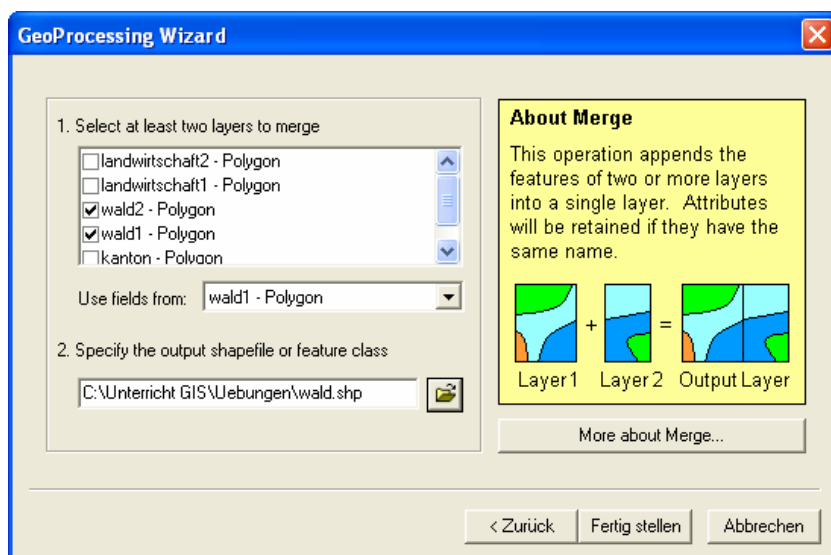 GeoProcessing Wizard
1. Select at least two layers to merge
landwirtschaft2 - Polygon
landwirtschaft1 - Polygon
wald2 - Polygon
wald1 - Polygon
kanton - Polygon
Use fields from: wald1 - Polygon
2. Specify the output shapefile or feature class
C:\Unterricht GIS\Uebungen\wald.shp
About Merge
This operation appends the
features of two or more layers
into a single layer. Attributes
will be retained if they have the
same name.
+ =
Layer 1 Layer 2 Output Layer
More about Merge...
< Zurück Fertig stellen Abbrechen